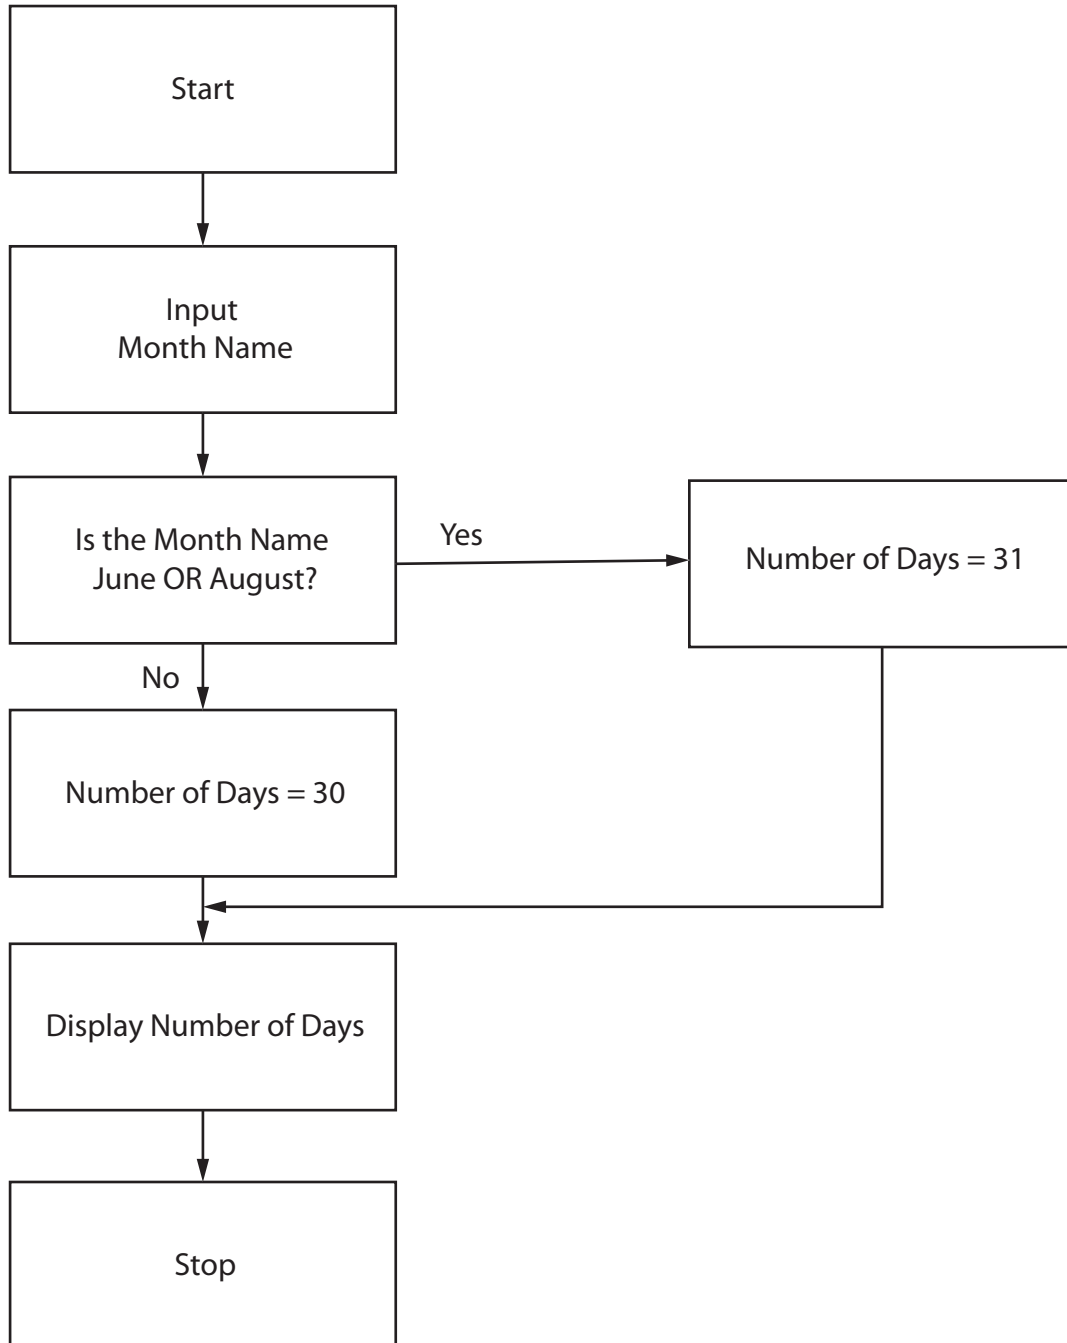 Start
Input
Month Name
Is the Month Name
June OR August?
Yes
Number of Days = 31
No
Number of Days = 30
Display Number of Days
Stop